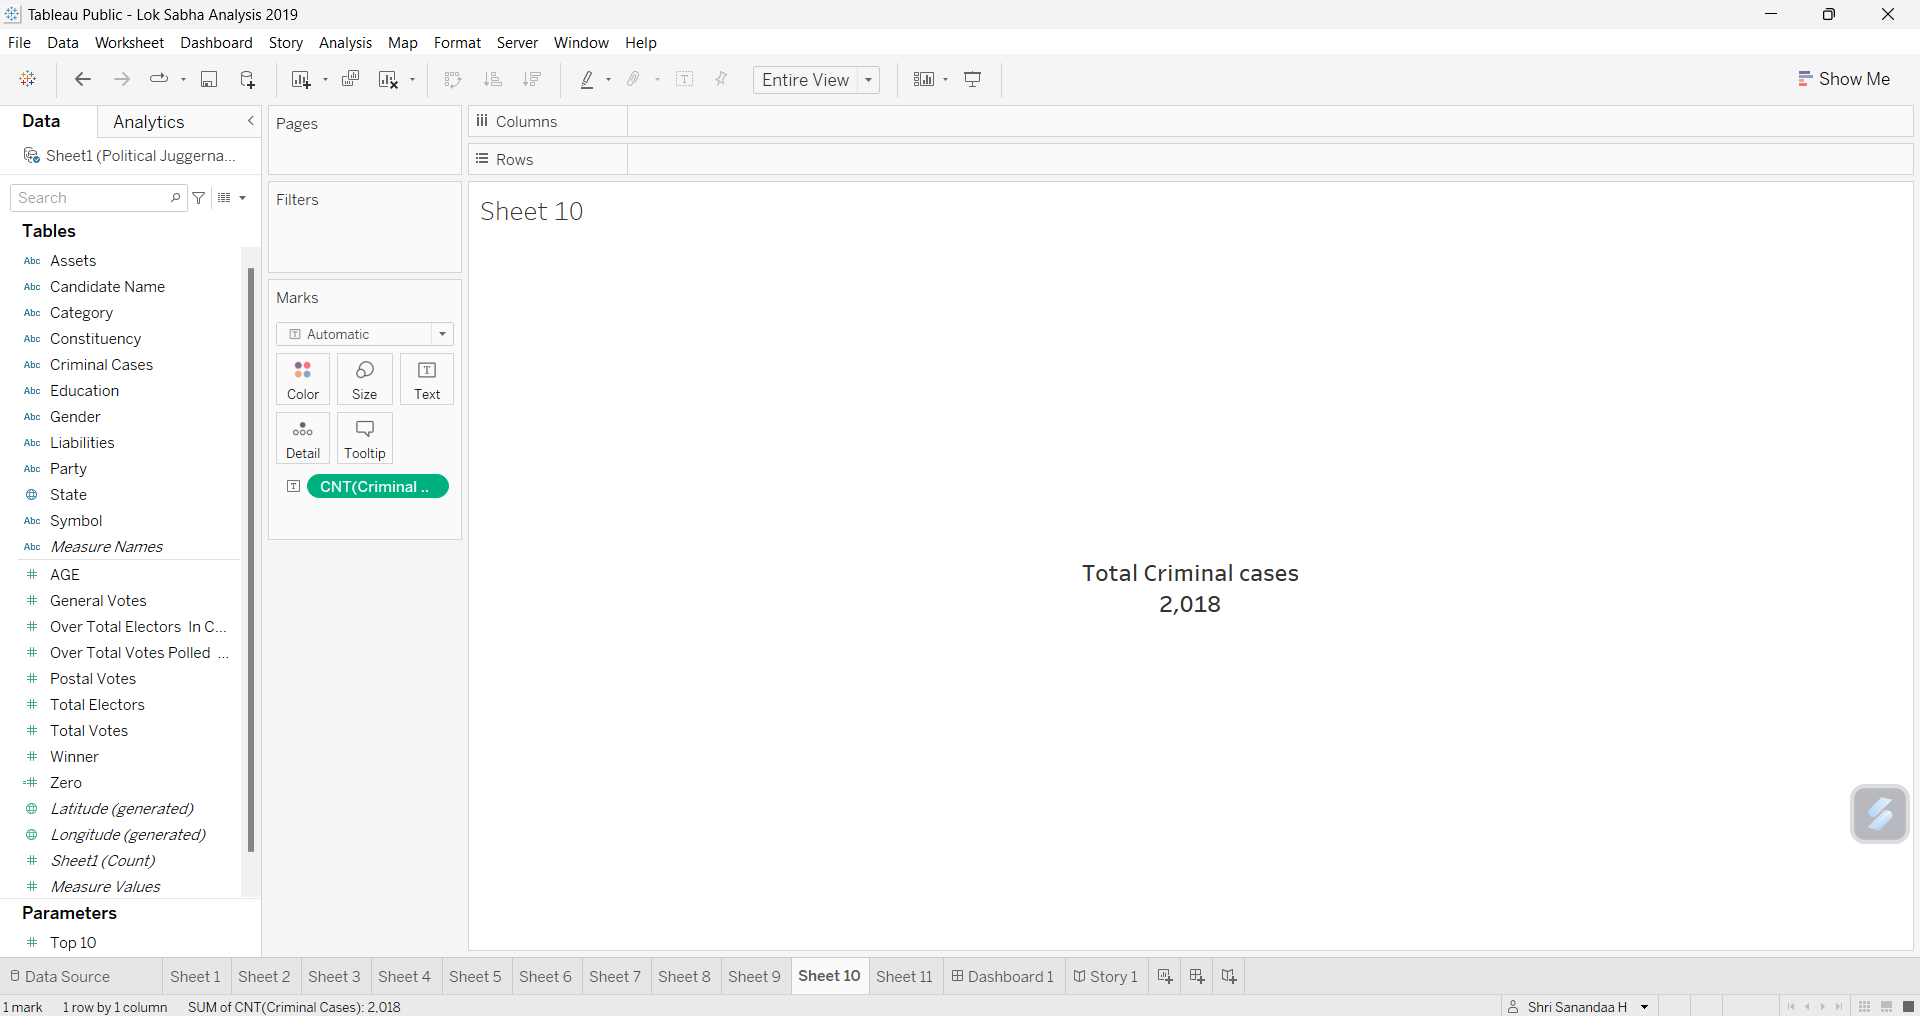 Tableau Public - Lok Sabha Analysis 2019
File Data Worksheet Dashboard Story Analysis Map Format Server Window Help
Entire View
Show Me
Data Analytics
Sheet1 (Political Juggerna...
Search
Tables
Abc Assets
Abc Candidate Name
Abc Category
Abc Constituency
Abc Criminal Cases
Abc Education
Abc Gender
Abc Liabilities
Abc Party
State
Abc Symbol
Abc Measure Names
# AGE
# General Votes
# Over Total Electors In C...
# Over Total Votes Polled ...
# Postal Votes
# Total Electors
# Total Votes
# Winner
=# Zero
Latitude (generated)
Longitude (generated)
# Sheet1 (Count)
# Measure Values
Parameters
# Top 10
Pages
Filters
Marks
T Automatic
Color Size T Text
Detail Tooltip
T CNT(Criminal ..
Columns
Rows
Sheet 10
Total Criminal cases
2,018
Data Source Sheet 1 Sheet 2 Sheet 3 Sheet 4 Sheet 5 Sheet 6 Sheet 7 Sheet 8 Sheet 9 Sheet 10 Sheet 11 Dashboard 1 Story 1
1 mark 1 row by 1 column SUM of CNT(Criminal Cases): 2,018
Shri Sanandaa H